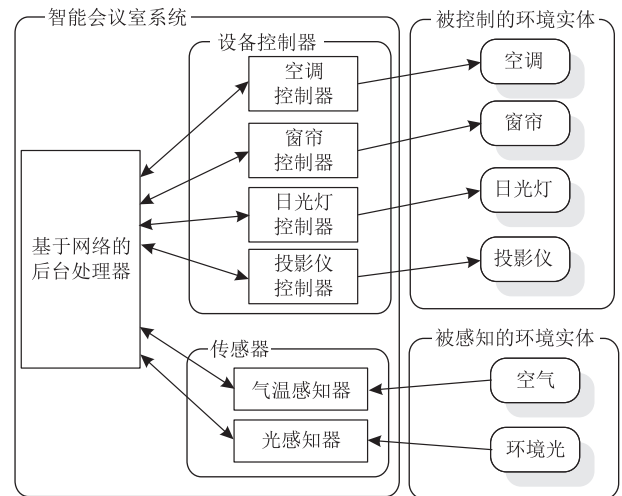 智能会议室系统
被控制的环境实体
设备控制器
空调
控制器
空调
窗帘
控制器
窗帘
日光灯
控制器
日光灯
基于网络的
后台处理器
投影仪
控制器
投影仪
传感器
被感知的环境实体
气温感知器
空气
光感知器
环境光